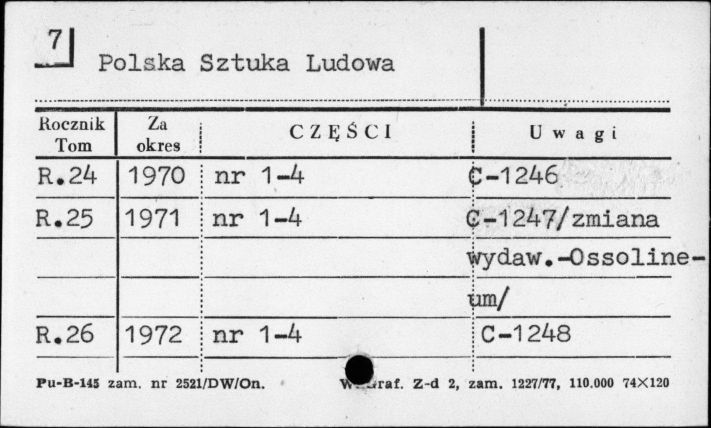 7
Polska Sztuka Ludowa
Rocznik Tom Za okres CZĘŚCI Uwagi
R.24 1970 nr 1-4 C-1246
R.25 1971 nr 1-4 C-1247/zmiana
wydaw.-Ossoline-
um/
R.26 1972 nr 1-4 C-1248
Pu-B-145 zam. nr 2521/DW/On. Graf. Z-d 2, zam. 1227/77, 110.000 74×120